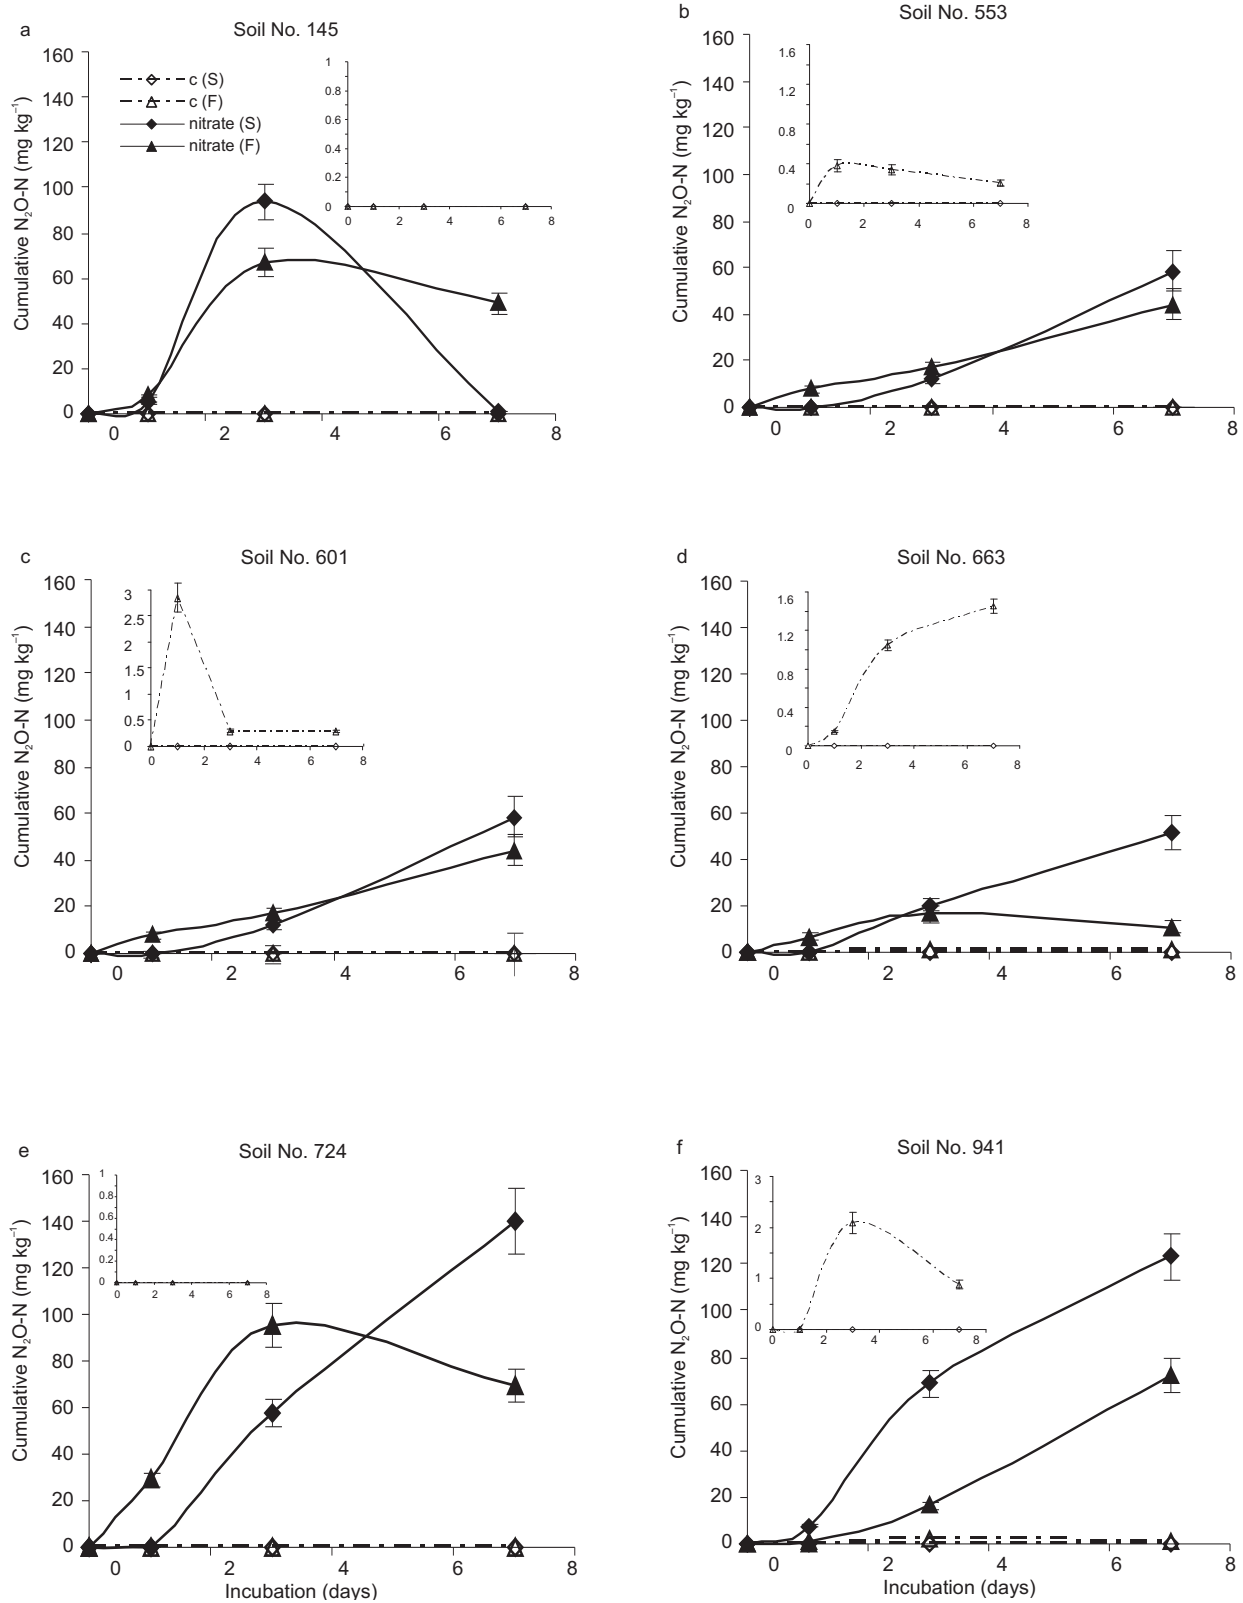 a
Soil No. 145
160
140
120
100
80
60
40
20
0
Cumulative N₂O-N (mg kg⁻¹)
c (S)
c (F)
nitrate (S)
nitrate (F)
1
0.8
0.6
0.4
0.2
0
0 2 4 6 8
0 2 4 6 8
b
Soil No. 553
160
140
120
100
80
60
40
20
0
Cumulative N₂O-N (mg kg⁻¹)
1.6
1.2
0.8
0.4
0
0 2 4 6 8
0 2 4 6 8
c
Soil No. 601
160
140
120
100
80
60
40
20
0
Cumulative N₂O-N (mg kg⁻¹)
3
2.5
2
1.5
1
0.5
0
0 2 4 6 8
0 2 4 6 8
d
Soil No. 663
160
140
120
100
80
60
40
20
0
Cumulative N₂O-N (mg kg⁻¹)
1.6
1.2
0.8
0.4
0
0 2 4 6 8
0 2 4 6 8
e
Soil No. 724
160
140
120
100
80
60
40
20
0
Cumulative N₂O-N (mg kg⁻¹)
1
0.8
0.6
0.4
0.2
0
0 2 4 6 8
0 2 4 6 8
Incubation (days)
f
Soil No. 941
160
140
120
100
80
60
40
20
0
Cumulative N₂O-N (mg kg⁻¹)
3
2
1
0
0 2 4 6 8
0 2 4 6 8
Incubation (days)